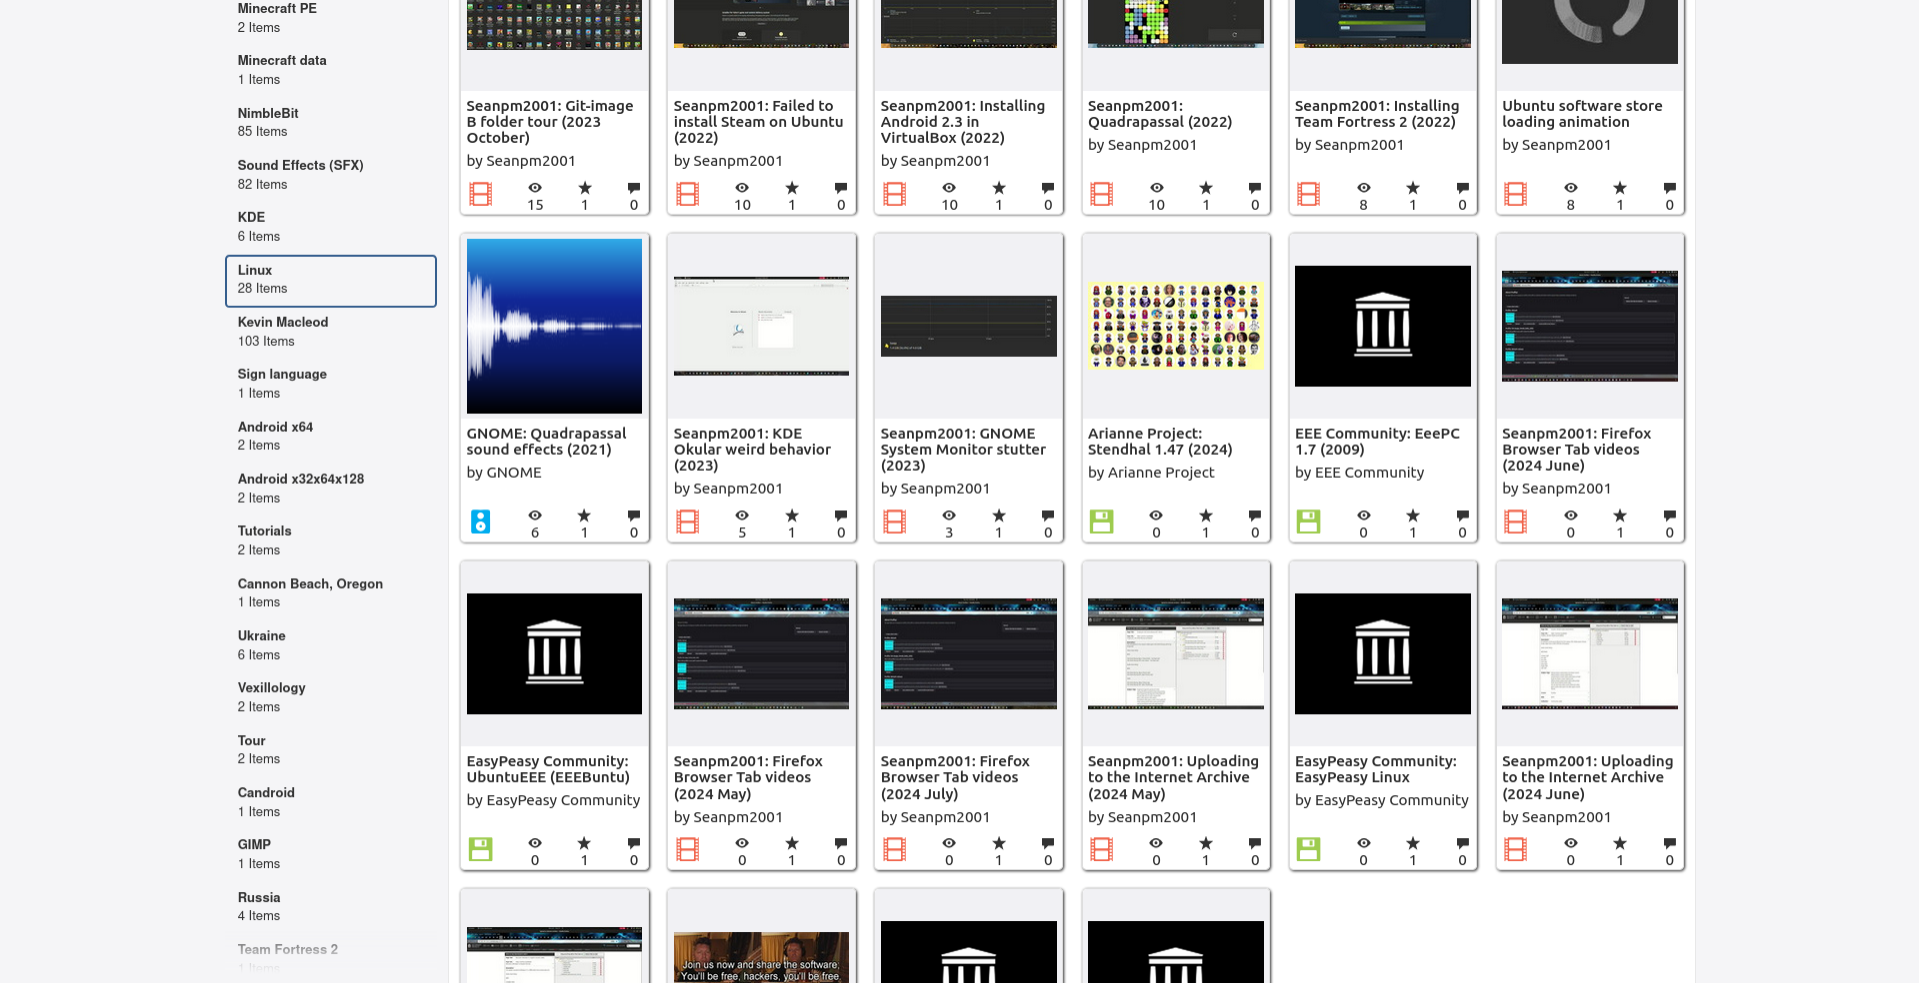 Minecraft PE
2 Items
Minecraft data
1 Items
NimbleBit
85 Items
Sound Effects (SFX)
82 Items
KDE
6 Items
Linux
28 Items
Kevin Macleod
103 Items
Sign language
1 Items
Android x64
2 Items
Android x32x64x128
2 Items
Tutorials
2 Items
Cannon Beach, Oregon
1 Items
Ukraine
6 Items
Vexillology
2 Items
Tour
2 Items
Candroid
1 Items
GIMP
1 Items
Russia
4 Items
Team Fortress 2
1 Items
Seanpm2001: Git-image
B folder tour (2023
October)
by Seanpm2001
15 1 0
Seanpm2001: Failed to
install Steam on Ubuntu
(2022)
by Seanpm2001
10 1 0
Seanpm2001: Installing
Android 2.3 in
VirtualBox (2022)
by Seanpm2001
10 1 0
Seanpm2001:
Quadrapassal (2022)
by Seanpm2001
10 1 0
Seanpm2001: Installing
Team Fortress 2 (2022)
by Seanpm2001
8 1 0
Ubuntu software store
loading animation
by Seanpm2001
8 1 0
GNOME: Quadrapassal
sound effects (2021)
by GNOME
6 1 0
Seanpm2001: KDE
Okular weird behavior
(2023)
by Seanpm2001
5 1 0
Seanpm2001: GNOME
System Monitor stutter
(2023)
by Seanpm2001
3 1 0
Arianne Project:
Stendhal 1.47 (2024)
by Arianne Project
0 1 0
EEE Community: EeePC
1.7 (2009)
by EEE Community
0 1 0
Seanpm2001: Firefox
Browser Tab videos
(2024 June)
by Seanpm2001
0 1 0
EasyPeasy Community:
UbuntuEEE (EEEBuntu)
by EasyPeasy Community
0 1 0
Seanpm2001: Firefox
Browser Tab videos
(2024 May)
by Seanpm2001
0 1 0
Seanpm2001: Firefox
Browser Tab videos
(2024 July)
by Seanpm2001
0 1 0
Seanpm2001: Uploading
to the Internet Archive
(2024 May)
by Seanpm2001
0 1 0
EasyPeasy Community:
EasyPeasy Linux
by EasyPeasy Community
0 1 0
Seanpm2001: Uploading
to the Internet Archive
(2024 June)
by Seanpm2001
0 1 0
Join us now and share the software;
You'll be free, hackers, you'll be free.